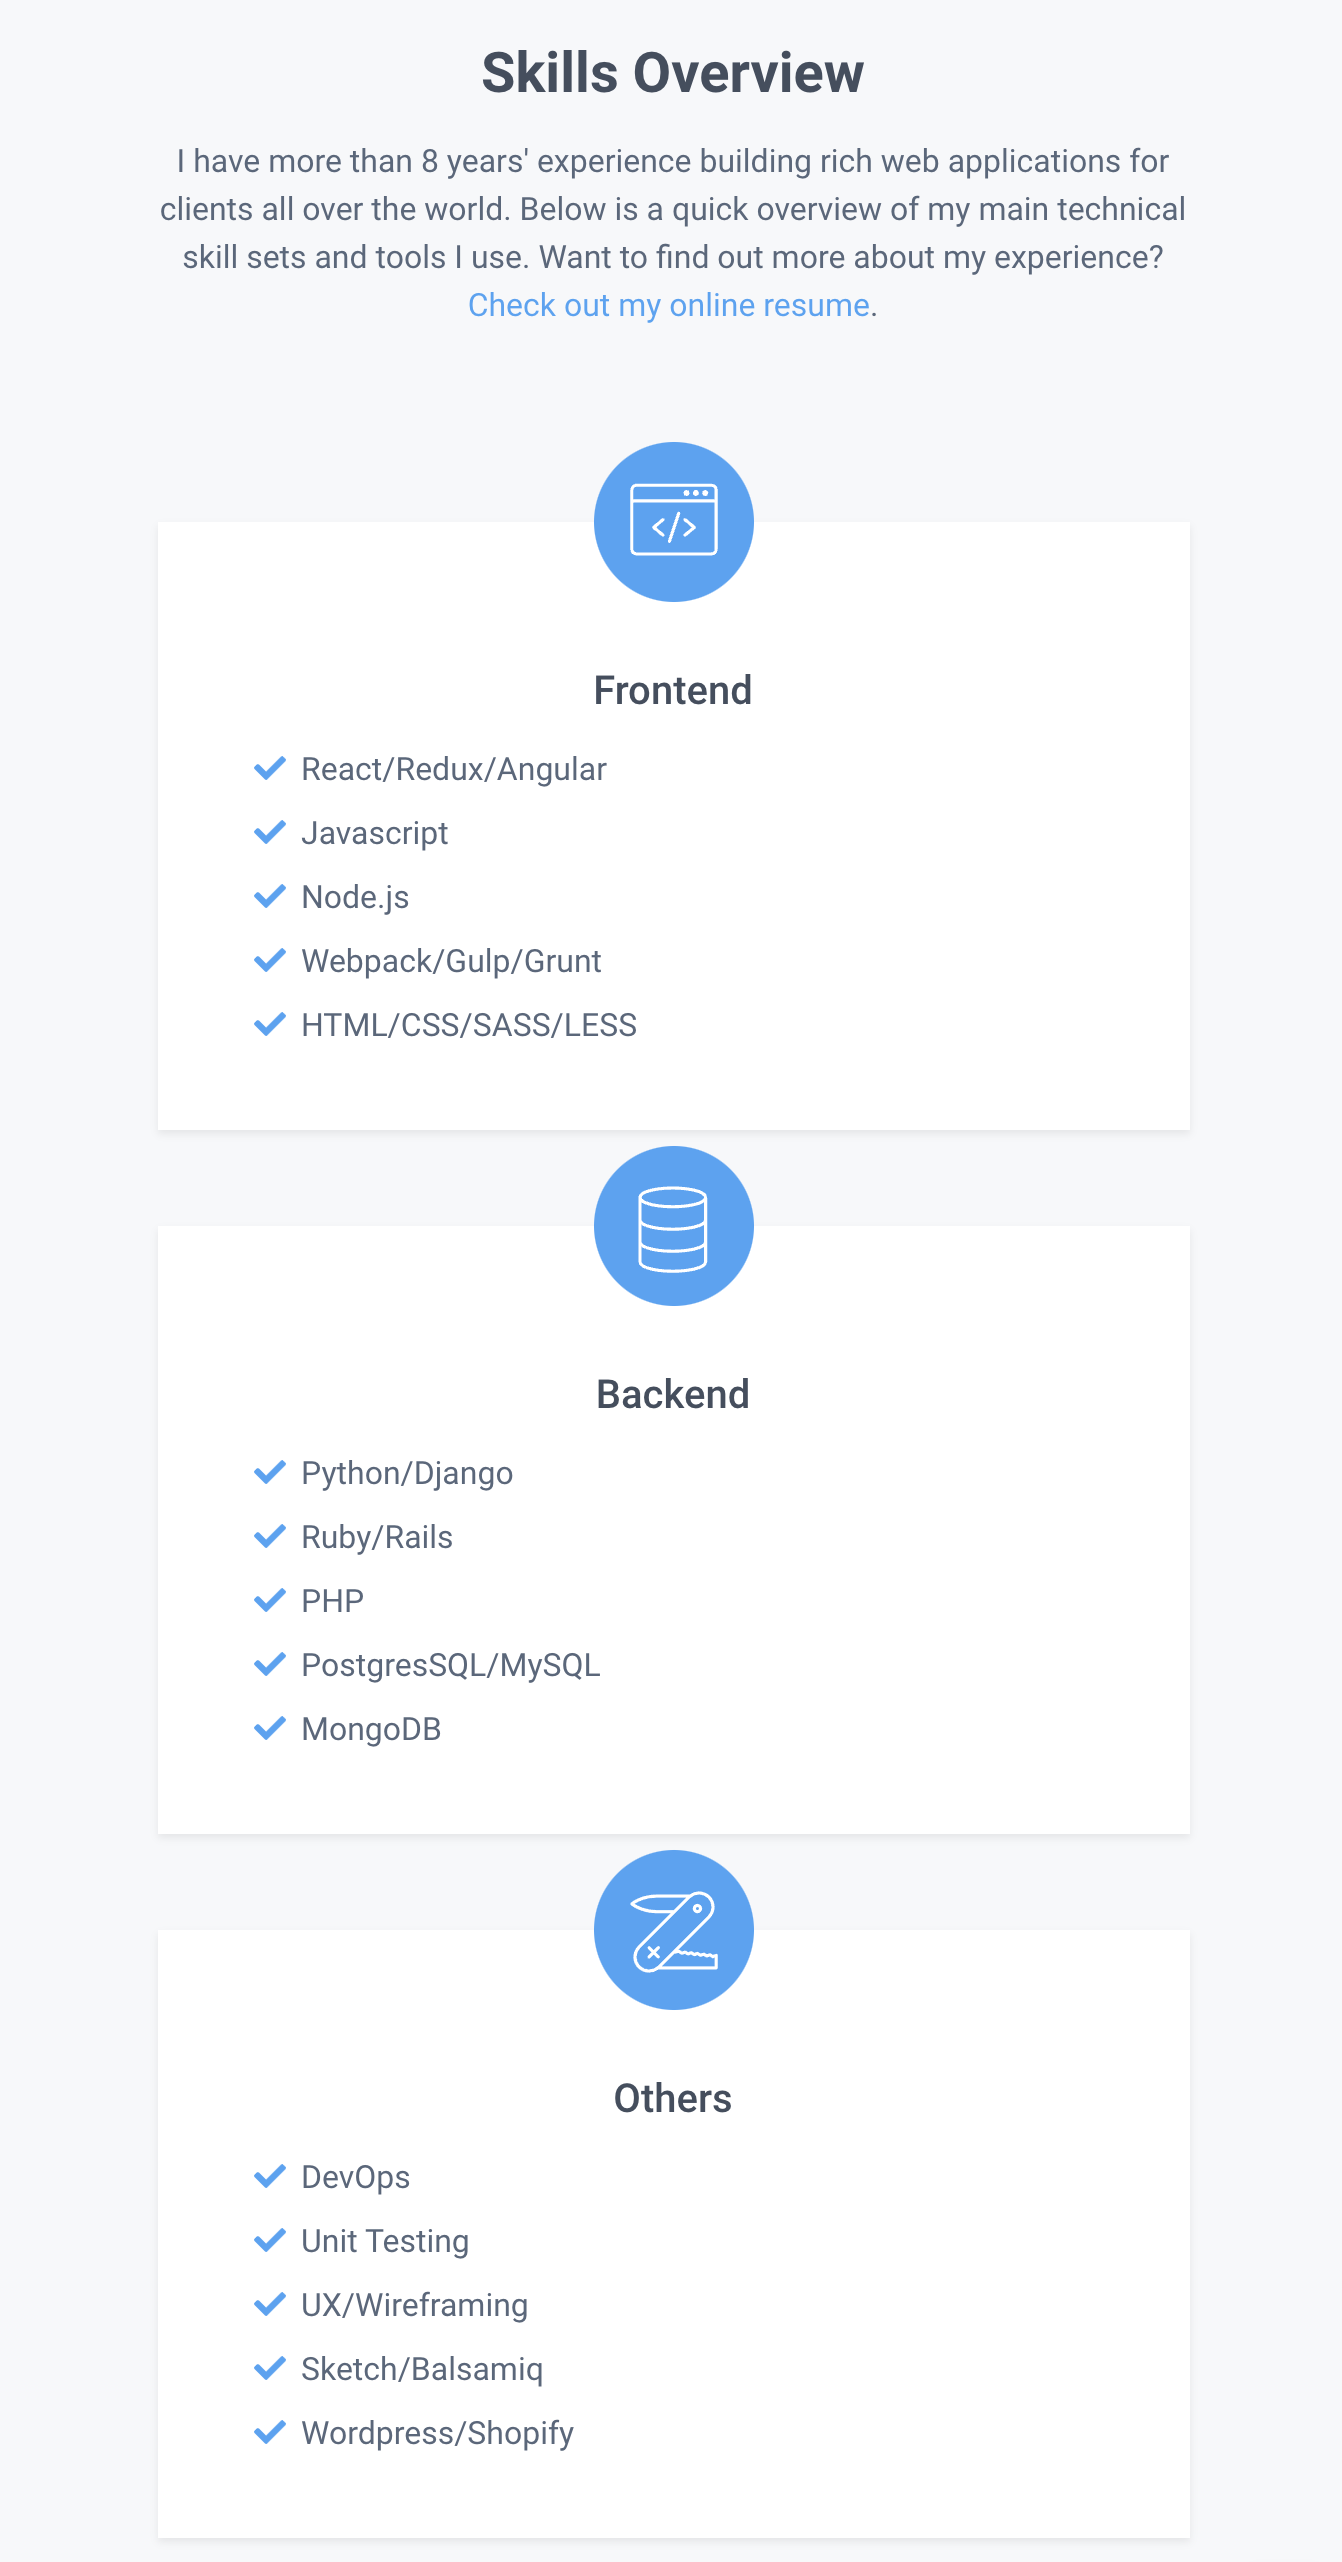 Skills Overview
I have more than 8 years' experience building rich web applications for
clients all over the world. Below is a quick overview of my main technical
skill sets and tools I use. Want to find out more about my experience?
Check out my online resume.
</>
Frontend
React/Redux/Angular
Javascript
Node.js
Webpack/Gulp/Grunt
HTML/CSS/SASS/LESS
Backend
Python/Django
Ruby/Rails
PHP
PostgresSQL/MySQL
MongoDB
Others
DevOps
Unit Testing
UX/Wireframing
Sketch/Balsamiq
Wordpress/Shopify